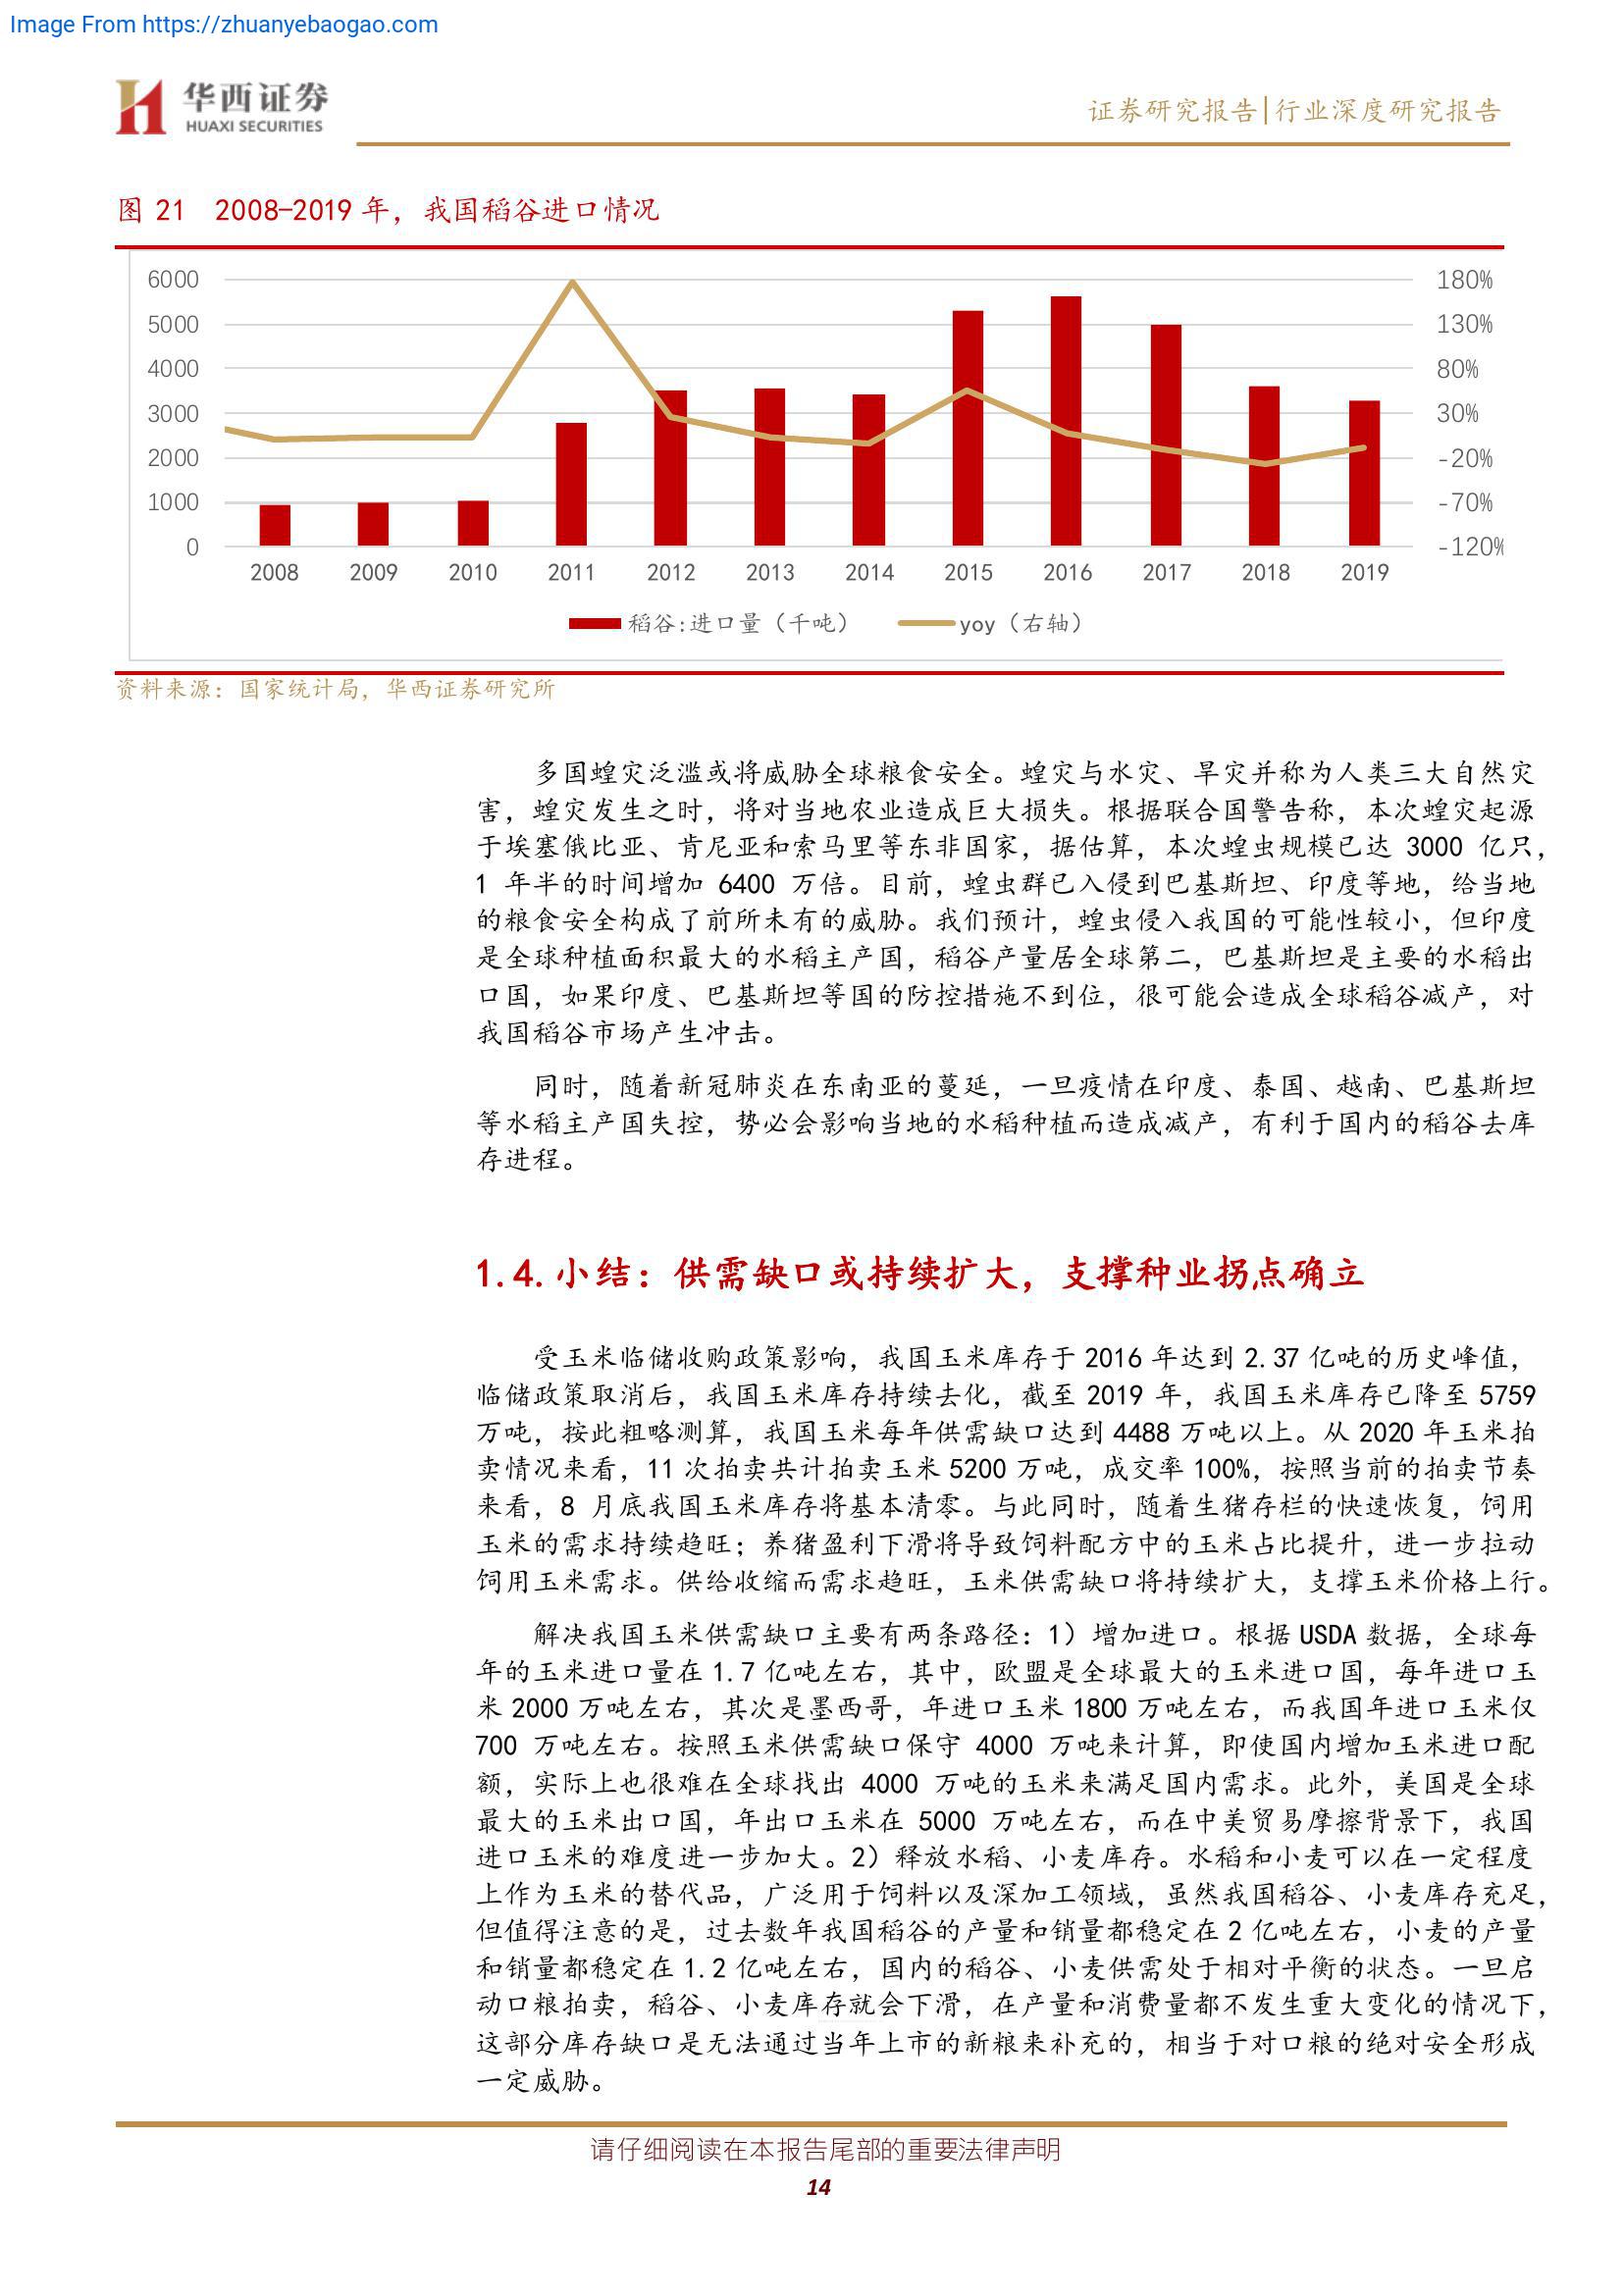 Image From https://zhuanyebaogao.com
华西证券
HUAXI SECURITIES
证券研究报告|行业深度研究报告
图 21 2008-2019 年，我国稻谷进口情况
6000
5000
4000
3000
2000
1000
0
180%
130%
80%
30%
-20%
-70%
-120%
2008 2009 2010 2011 2012 2013 2014 2015 2016 2017 2018 2019
稻谷:进口量（千吨） yoy（右轴）
资料来源：国家统计局，华西证券研究所
多国蝗灾泛滥或将威胁全球粮食安全。蝗灾与水灾、旱灾并称为人类三大自然灾
害，蝗灾发生之时，将对当地农业造成巨大损失。根据联合国警告称，本次蝗灾起源
于埃塞俄比亚、肯尼亚和索马里等东非国家，据估算，本次蝗虫规模已达 3000 亿只，
1 年半的时间增加 6400 万倍。目前，蝗虫群已入侵到巴基斯坦、印度等地，给当地
的粮食安全构成了前所未有的威胁。我们预计，蝗虫侵入我国的可能性较小，但印度
是全球种植面积最大的水稻主产国，稻谷产量居全球第二，巴基斯坦是主要的水稻出
口国，如果印度、巴基斯坦等国的防控措施不到位，很可能会造成全球稻谷减产，对
我国稻谷市场产生冲击。
同时，随着新冠肺炎在东南亚的蔓延，一旦疫情在印度、泰国、越南、巴基斯坦
等水稻主产国失控，势必会影响当地的水稻种植而造成减产，有利于国内的稻谷去库
存进程。
1.4.小结：供需缺口或持续扩大，支撑种业拐点确立
受玉米临储收购政策影响，我国玉米库存于 2016 年达到 2.37 亿吨的历史峰值，
临储政策取消后，我国玉米库存持续去化，截至 2019 年，我国玉米库存已降至 5759
万吨，按此粗略测算，我国玉米每年供需缺口达到 4488 万吨以上。从 2020 年玉米拍
卖情况来看，11 次拍卖共计拍卖玉米 5200 万吨，成交率 100%，按照当前的拍卖节奏
来看，8 月底我国玉米库存将基本清零。与此同时，随着生猪存栏的快速恢复，饲用
玉米的需求持续趋旺；养猪盈利下滑将导致饲料配方中的玉米占比提升，进一步拉动
饲用玉米需求。供给收缩而需求趋旺，玉米供需缺口将持续扩大，支撑玉米价格上行。
解决我国玉米供需缺口主要有两条路径：1）增加进口。根据 USDA 数据，全球每
年的玉米进口量在 1.7 亿吨左右，其中，欧盟是全球最大的玉米进口国，每年进口玉
米 2000 万吨左右，其次是墨西哥，年进口玉米 1800 万吨左右，而我国年进口玉米仅
700 万吨左右。按照玉米供需缺口保守 4000 万吨来计算，即使国内增加玉米进口配
额，实际上也很难在全球找出 4000 万吨的玉米来满足国内需求。此外，美国是全球
最大的玉米出口国，年出口玉米在 5000 万吨左右，而在中美贸易摩擦背景下，我国
进口玉米的难度进一步加大。2）释放水稻、小麦库存。水稻和小麦可以在一定程度
上作为玉米的替代品，广泛用于饲料以及深加工领域，虽然我国稻谷、小麦库存充足，
但值得注意的是，过去数年我国稻谷的产量和销量都稳定在 2 亿吨左右，小麦的产量
和销量都稳定在 1.2 亿吨左右，国内的稻谷、小麦供需处于相对平衡的状态。一旦启
动口粮拍卖，稻谷、小麦库存就会下滑，在产量和消费量都不发生重大变化的情况下，
这部分库存缺口是无法通过当年上市的新粮来补充的，相当于对口粮的绝对安全形成
一定威胁。
请仔细阅读在本报告尾部的重要法律声明
14